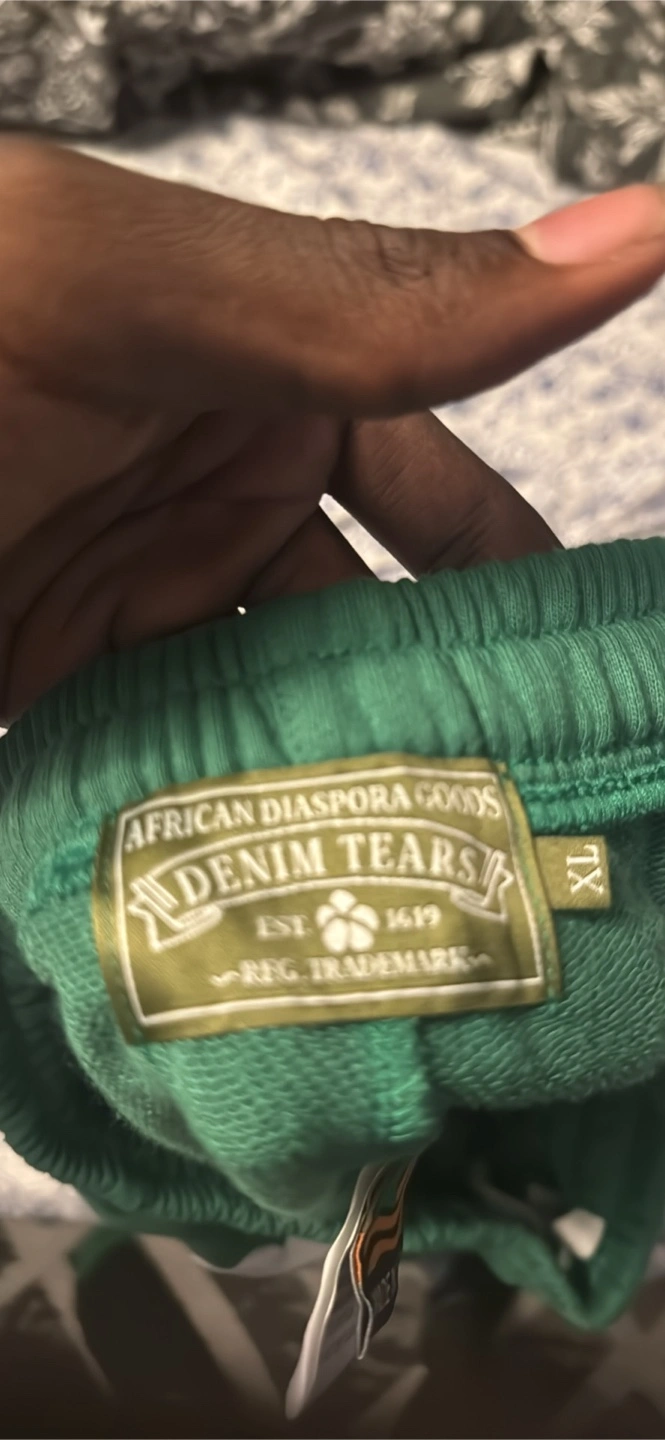 AFRICAN DIASPORA GOODS
DENIM TEARS
EST. 1619
REG. TRADEMARK
XL